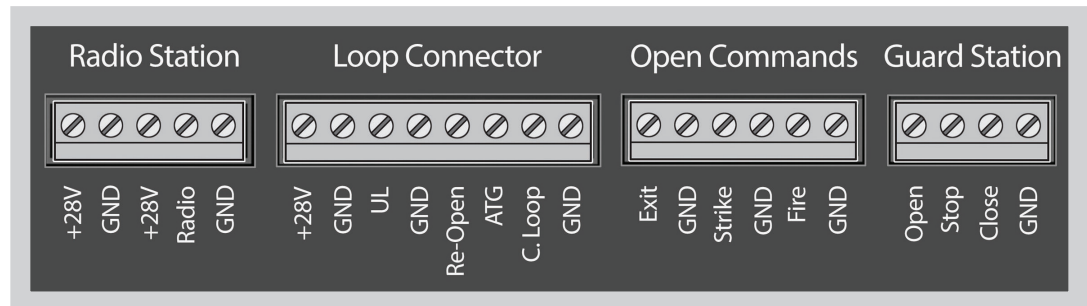 Radio Station Loop Connector Open Commands Guard Station
+28V GND +28V Radio GND +28V GND UL GND Re-Open ATG C. Loop GND Exit GND Strike GND Fire GND Open Stop Close GND